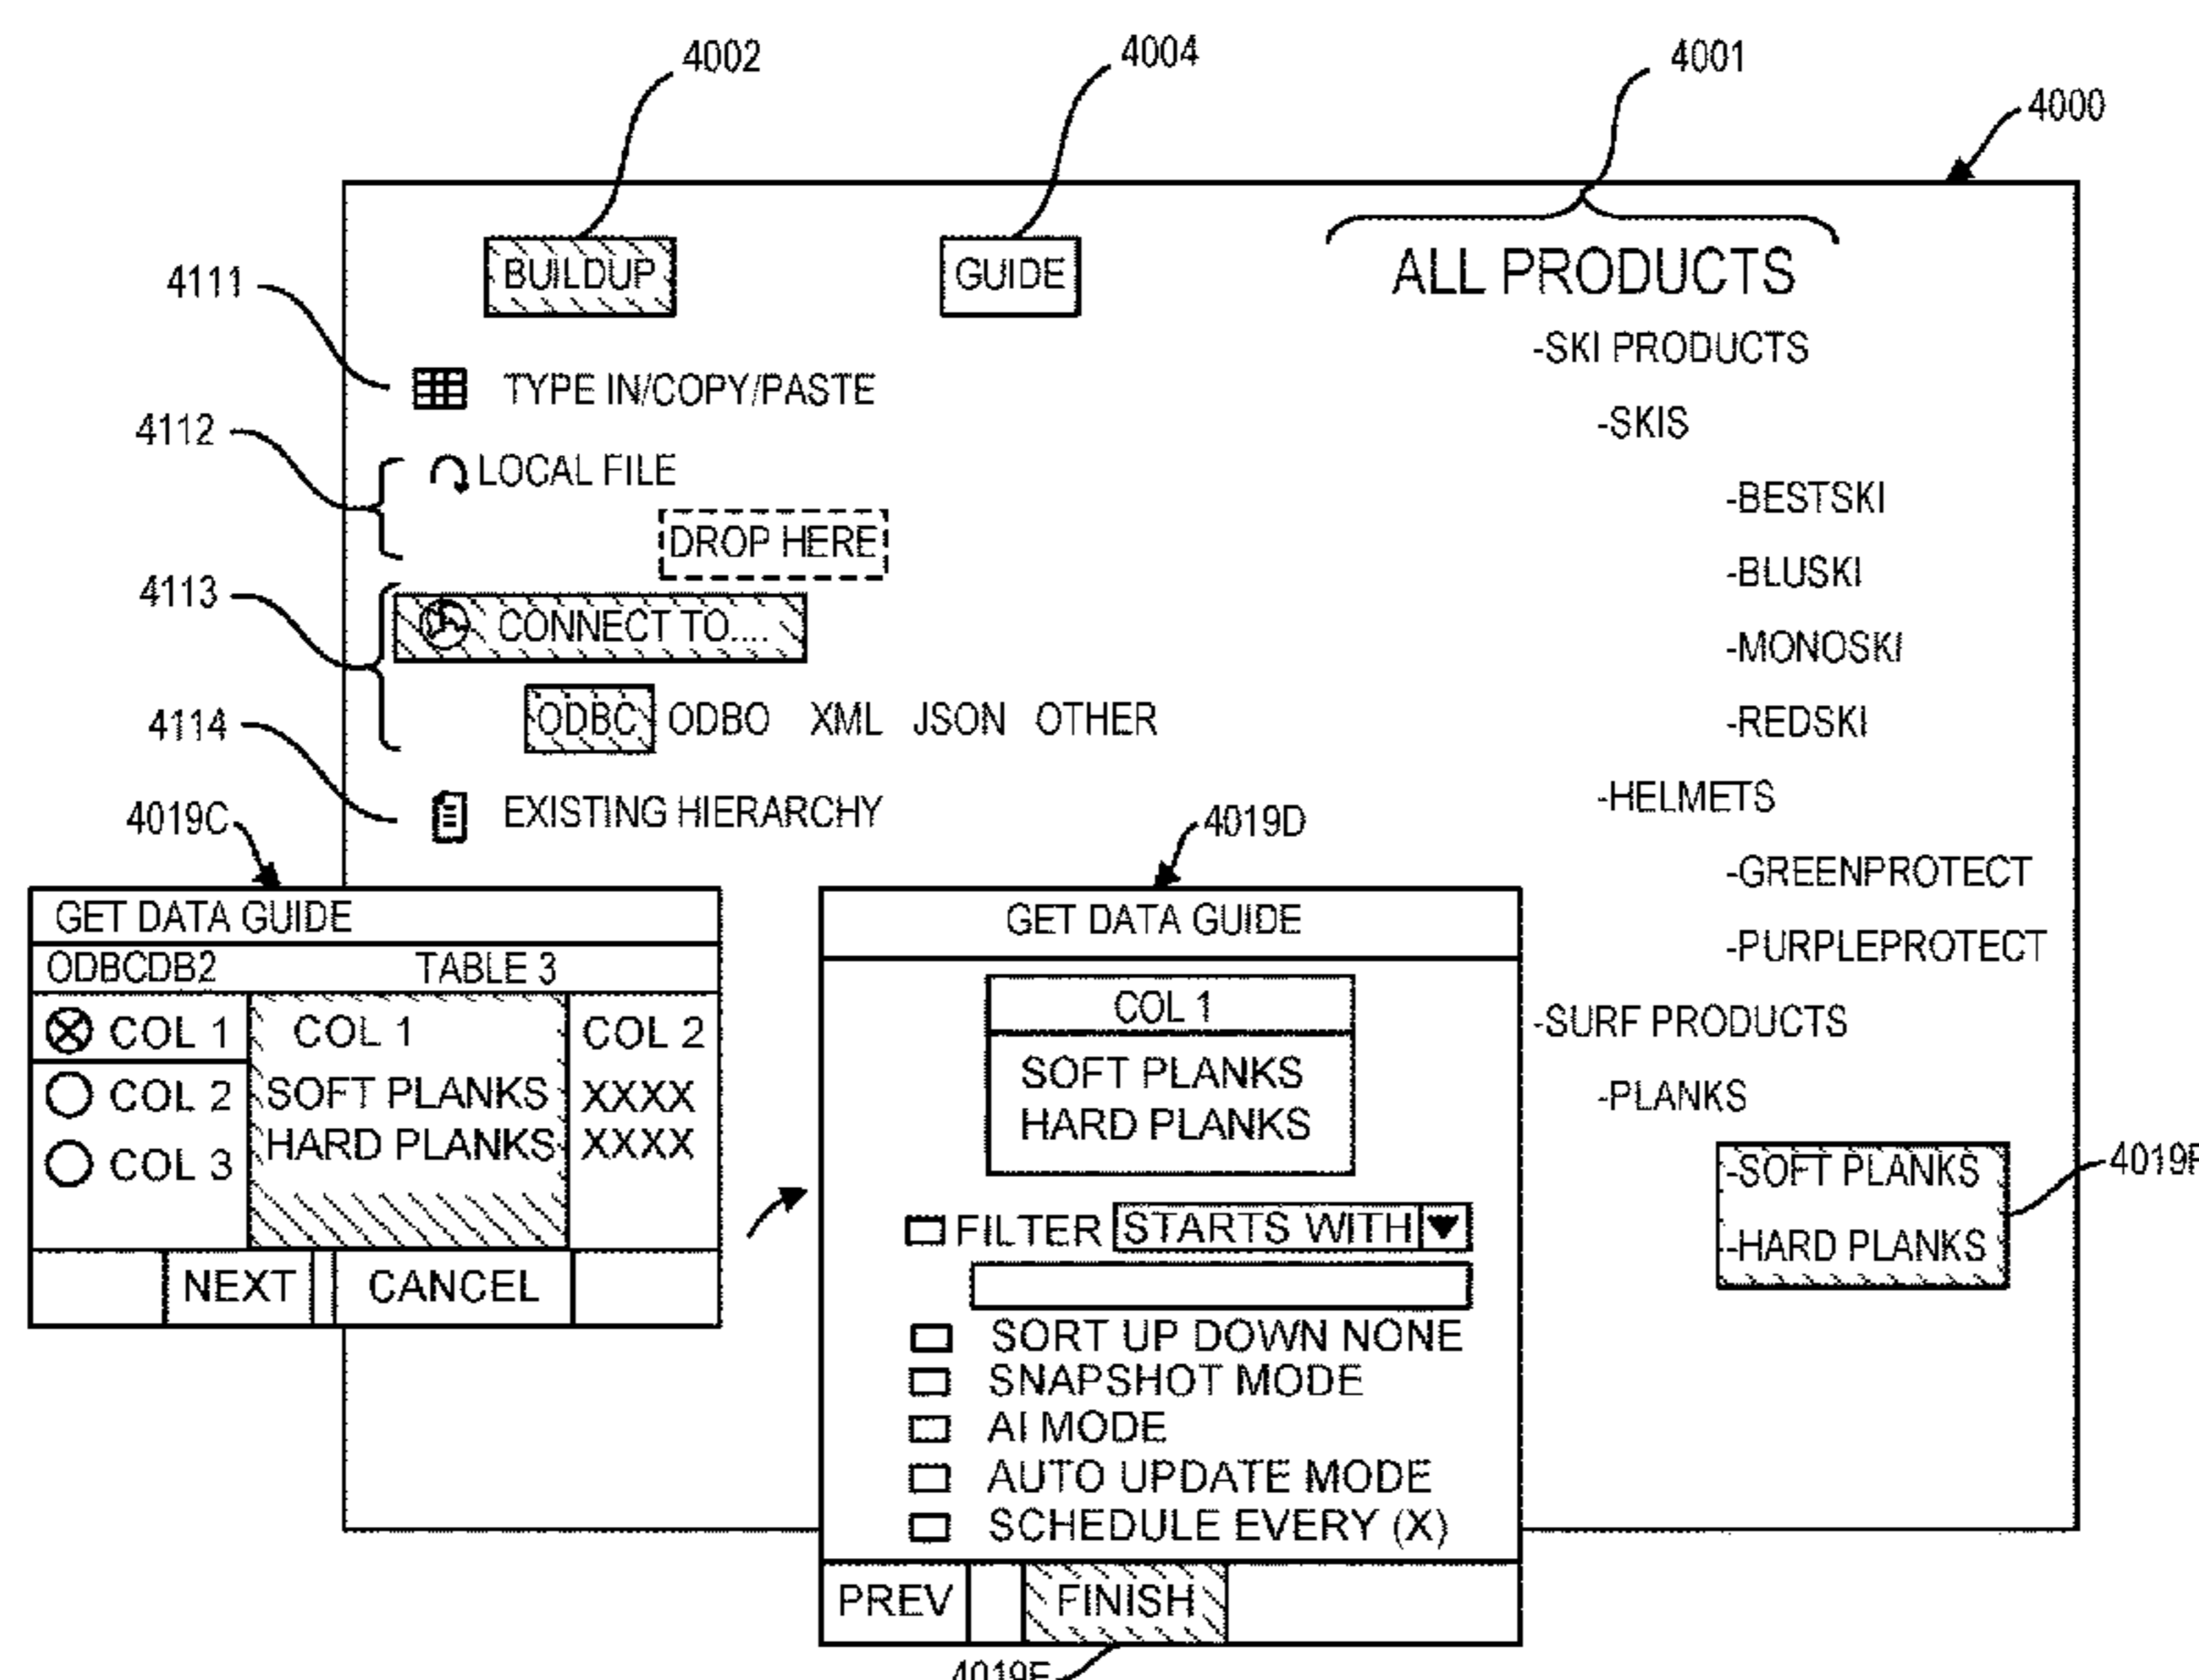 4002
4004
4001
4000
BUILDUP
GUIDE
ALL PRODUCTS
4111
TYPE IN/COPY/PASTE
-SKI PRODUCTS
4112
LOCAL FILE
-SKIS
DROP HERE
-BESTSKI
4113
CONNECT TO....
-BLUSKI
-MONOSKI
4114
ODBC ODBO XML JSON OTHER
-REDSKI
4019C
EXISTING HIERARCHY
4019D
-HELMETS
-GREENPROTECT
-PURPLEPROTECT
-SURF PRODUCTS
-PLANKS
-SOFT PLANKS
-HARD PLANKS
GET DATA GUIDE
ODBCDB2 TABLE 3
COL 1 COL 1 COL 2
COL 2 SOFT PLANKS XXXX
HARD PLANKS XXXX
COL 3
NEXT CANCEL
GET DATA GUIDE
COL 1
SOFT PLANKS
HARD PLANKS
FILTER STARTS WITH
SORT UP DOWN NONE
SNAPSHOT MODE
AI MODE
AUTO UPDATE MODE
SCHEDULE EVERY (X)
PREV FINISH